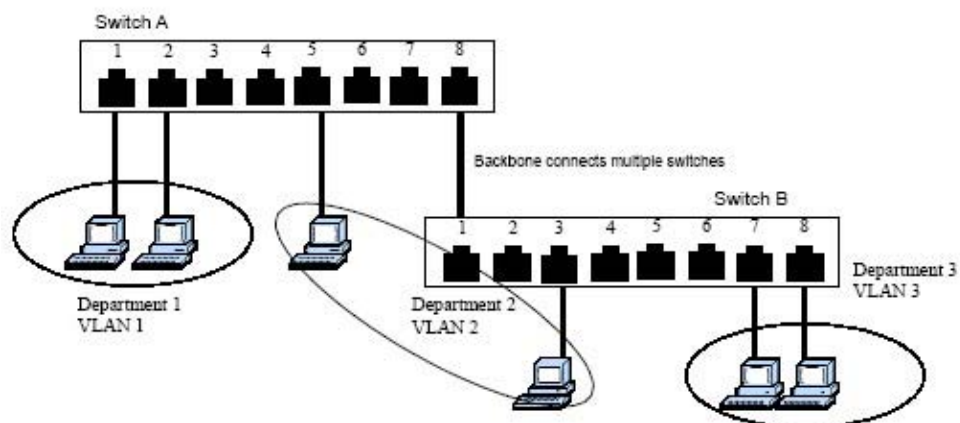 Switch A
1 2 3 4 5 6 7 8
Backbone connects multiple switches
Switch B
1 2 3 4 5 6 7 8
Department 1
VLAN 1
Department 2
VLAN 2
Department 3
VLAN 3